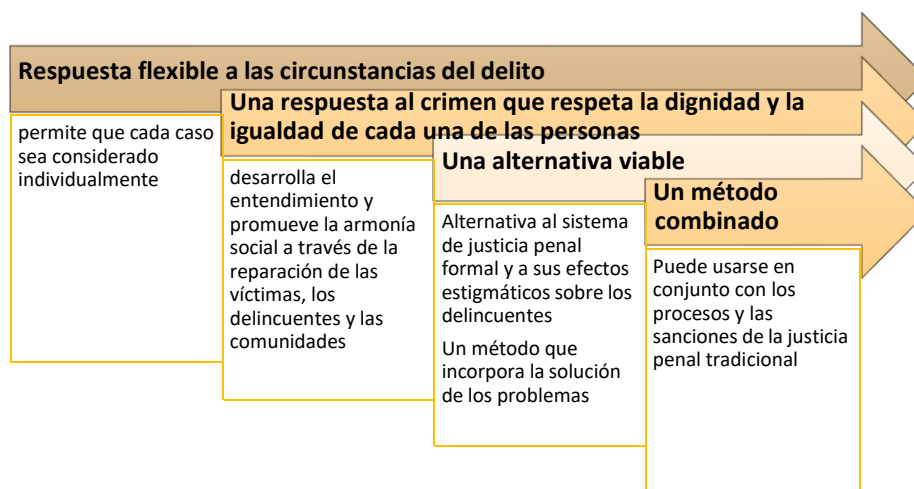 Respuesta flexible a las circunstancias del delito
permite que cada caso
sea considerado
individualmente
Una respuesta al crimen que respeta la dignidad y la
igualdad de cada una de las personas
desarrolla el
entendimiento y
promueve la armonía
social a través de la
reparación de las
víctimas, los
delincuentes y las
comunidades
Una alternativa viable
Alternativa al sistema
de justicia penal
formal y a sus efectos
estigmáticos sobre los
delincuentes
Un método que
incorpora la solución
de los problemas
Un método
combinado
Puede usarse en
conjunto con los
procesos y las
sanciones de la justicia
penal tradicional